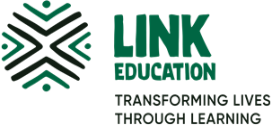 LINK
EDUCATION
TRANSFORMING LIVES
THROUGH LEARNING